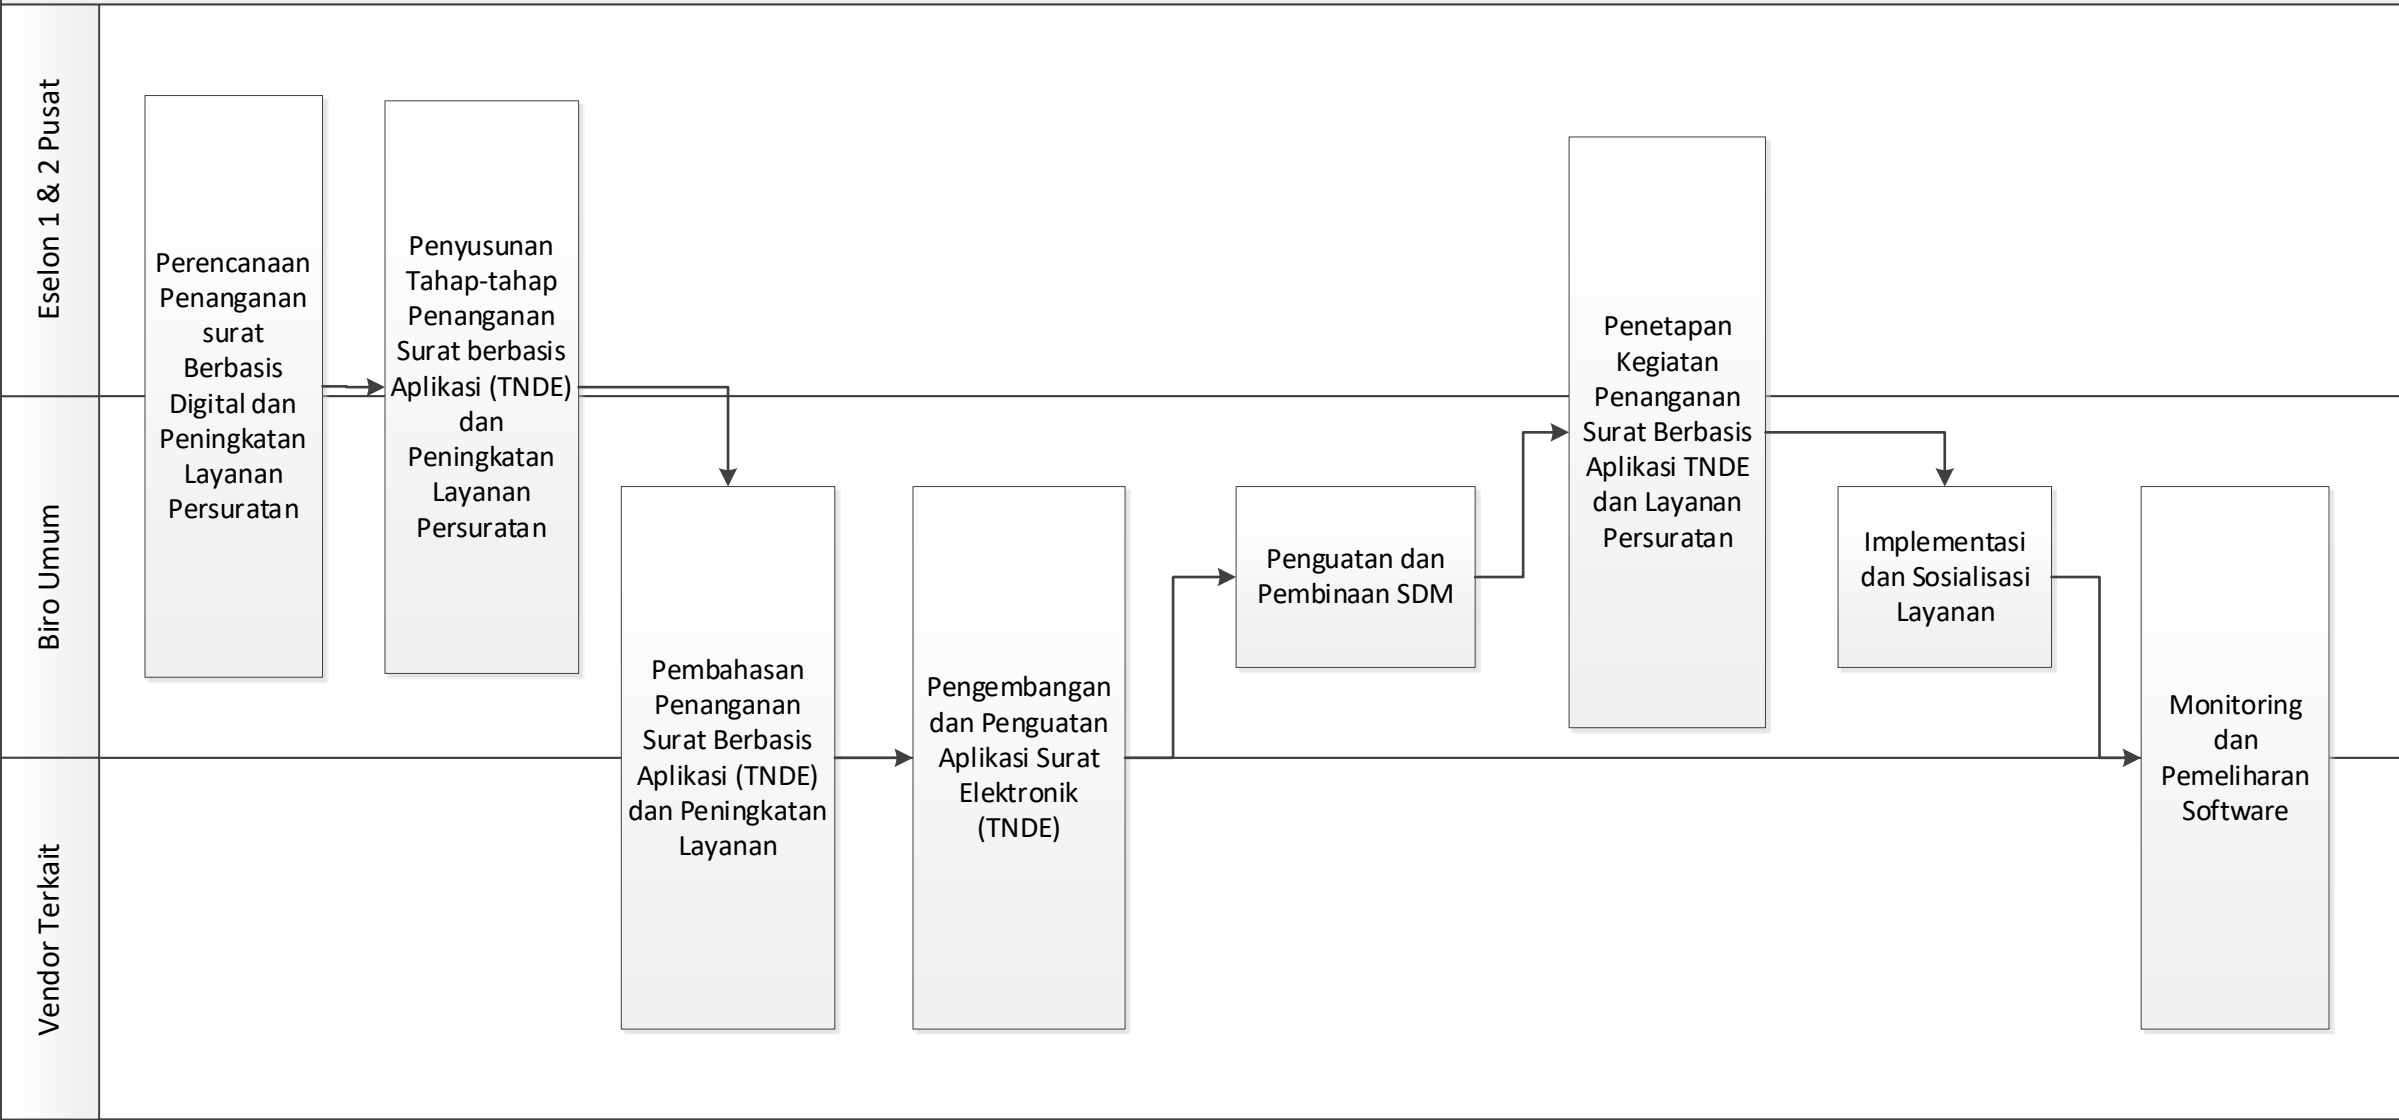 Eselon 1 & 2 Pusat
Perencanaan
Penanganan
surat
Berbasis
Digital dan
Peningkatan
Layanan
Persuratan
Penyusunan
Tahap-tahap
Penanganan
Surat berbasis
Aplikasi (TNDE)
dan
Peningkatan
Layanan
Persuratan
Biro Umum
Vendor Terkait
Pembahasan
Penanganan
Surat Berbasis
Aplikasi (TNDE)
dan Peningkatan
Layanan
Pengembangan
dan Penguatan
Aplikasi Surat
Elektronik
(TNDE)
Penguatan dan
Pembinaan SDM
Penetapan
Kegiatan
Penanganan
Surat Berbasis
Aplikasi TNDE
dan Layanan
Persuratan
Implementasi
dan Sosialisasi
Layanan
Monitoring
dan
Pemeliharan
Software